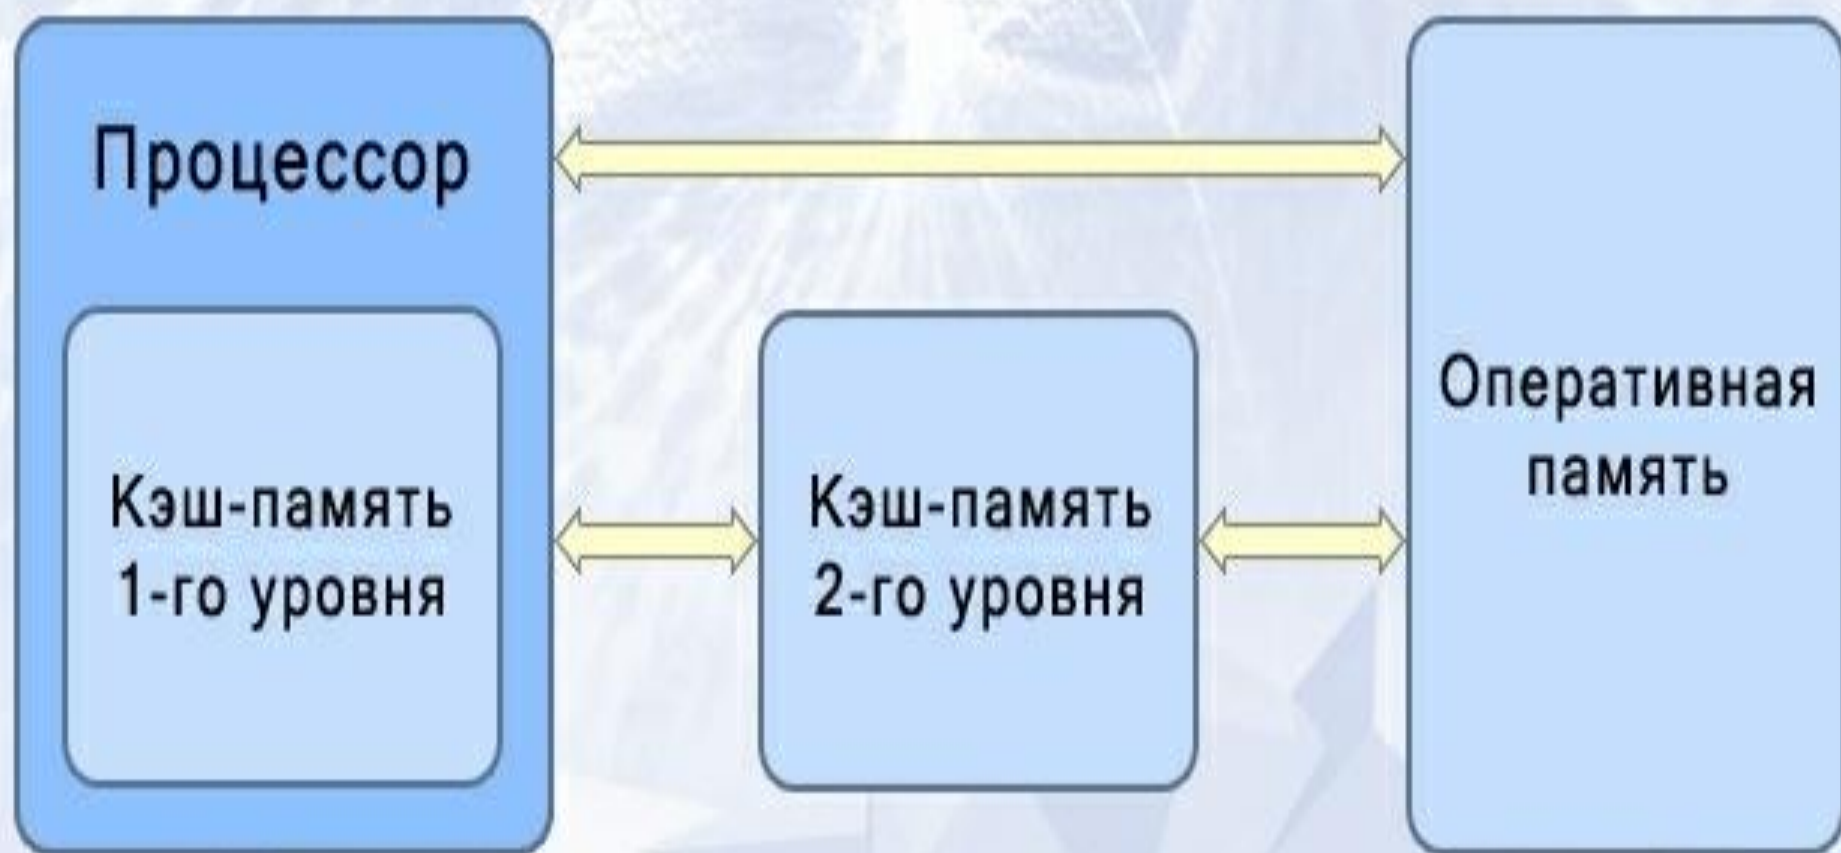 Процессор
Кэш-память
1-го уровня
Кэш-память
2-го уровня
Оперативная
память